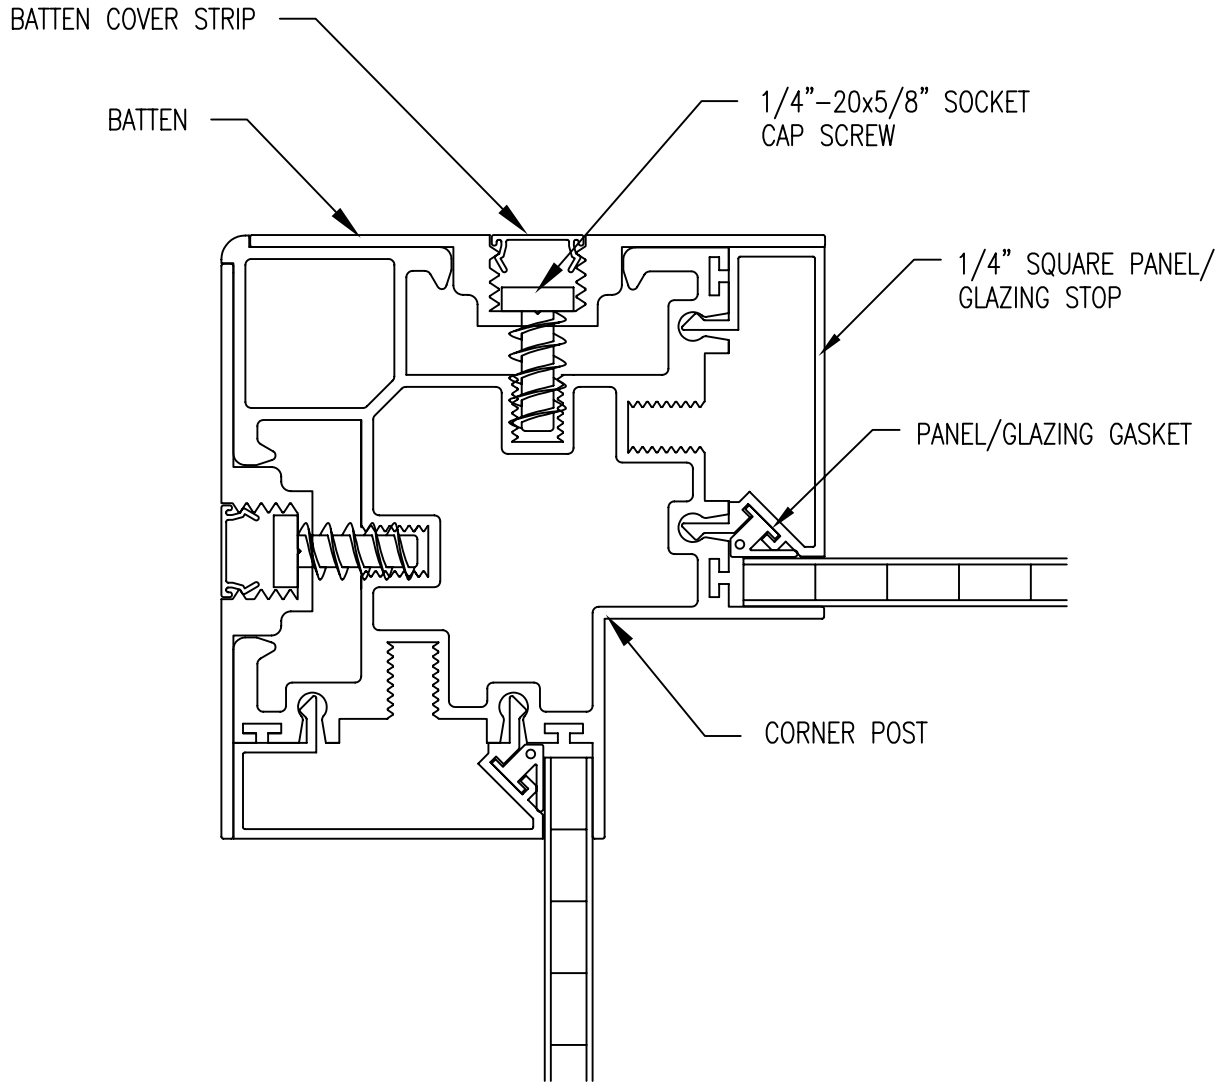 BATTEN COVER STRIP
BATTEN
1/4"-20x5/8" SOCKET
CAP SCREW
1/4" SQUARE PANEL/
GLAZING STOP
PANEL/GLAZING GASKET
CORNER POST